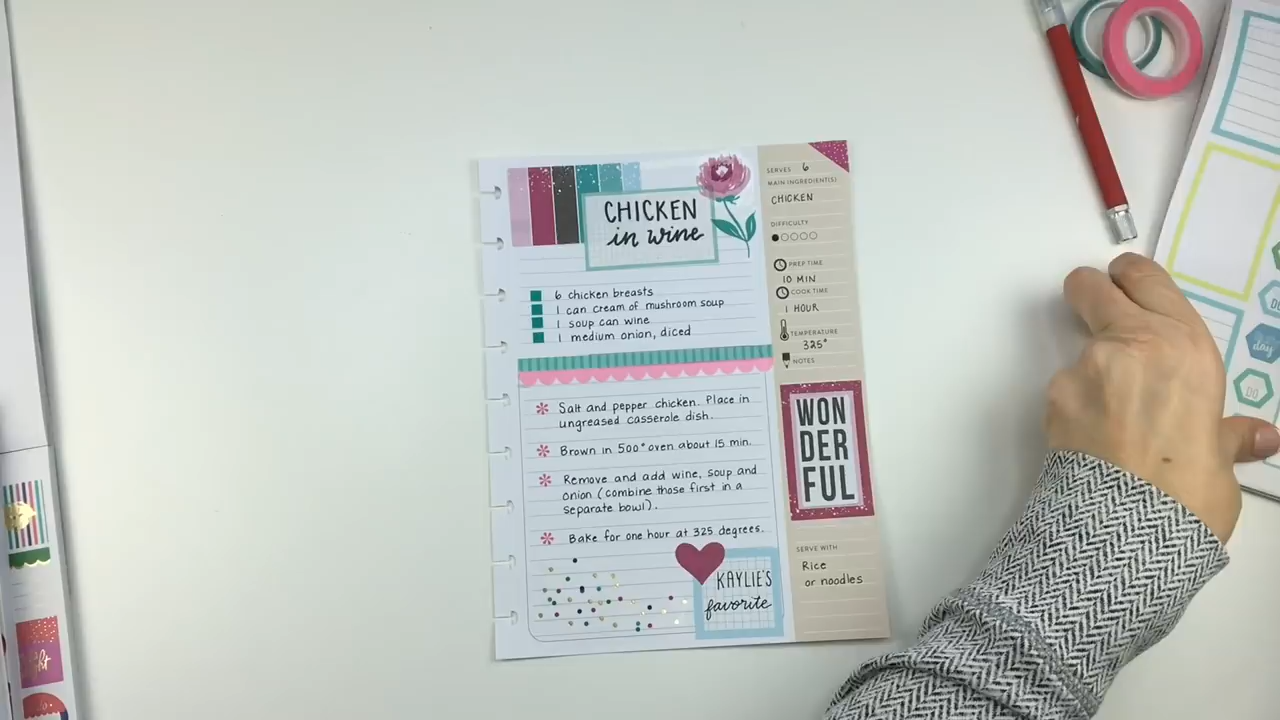 CHICKEN
in wine
6 chicken breasts
1 can cream of mushroom soup
1 soup can wine
1 medium onion, diced
Salt and pepper chicken. Place in
ungreased casserole dish.
Brown in 500° oven about 15 min.
Remove and add wine, soup and
onion (combine those first in a
separate bowl).
Bake for one hour at 325 degrees.
KAYLIE'S
favorite
SERVES 6
MAIN INGREDIENT(S)
CHICKEN
DIFFICULTY
PREP TIME
10 MIN
COOK TIME
1 HOUR
TEMPERATURE
325°
NOTES
WON
DER
FUL
SERVE WITH
Rice
or noodles
day
DO